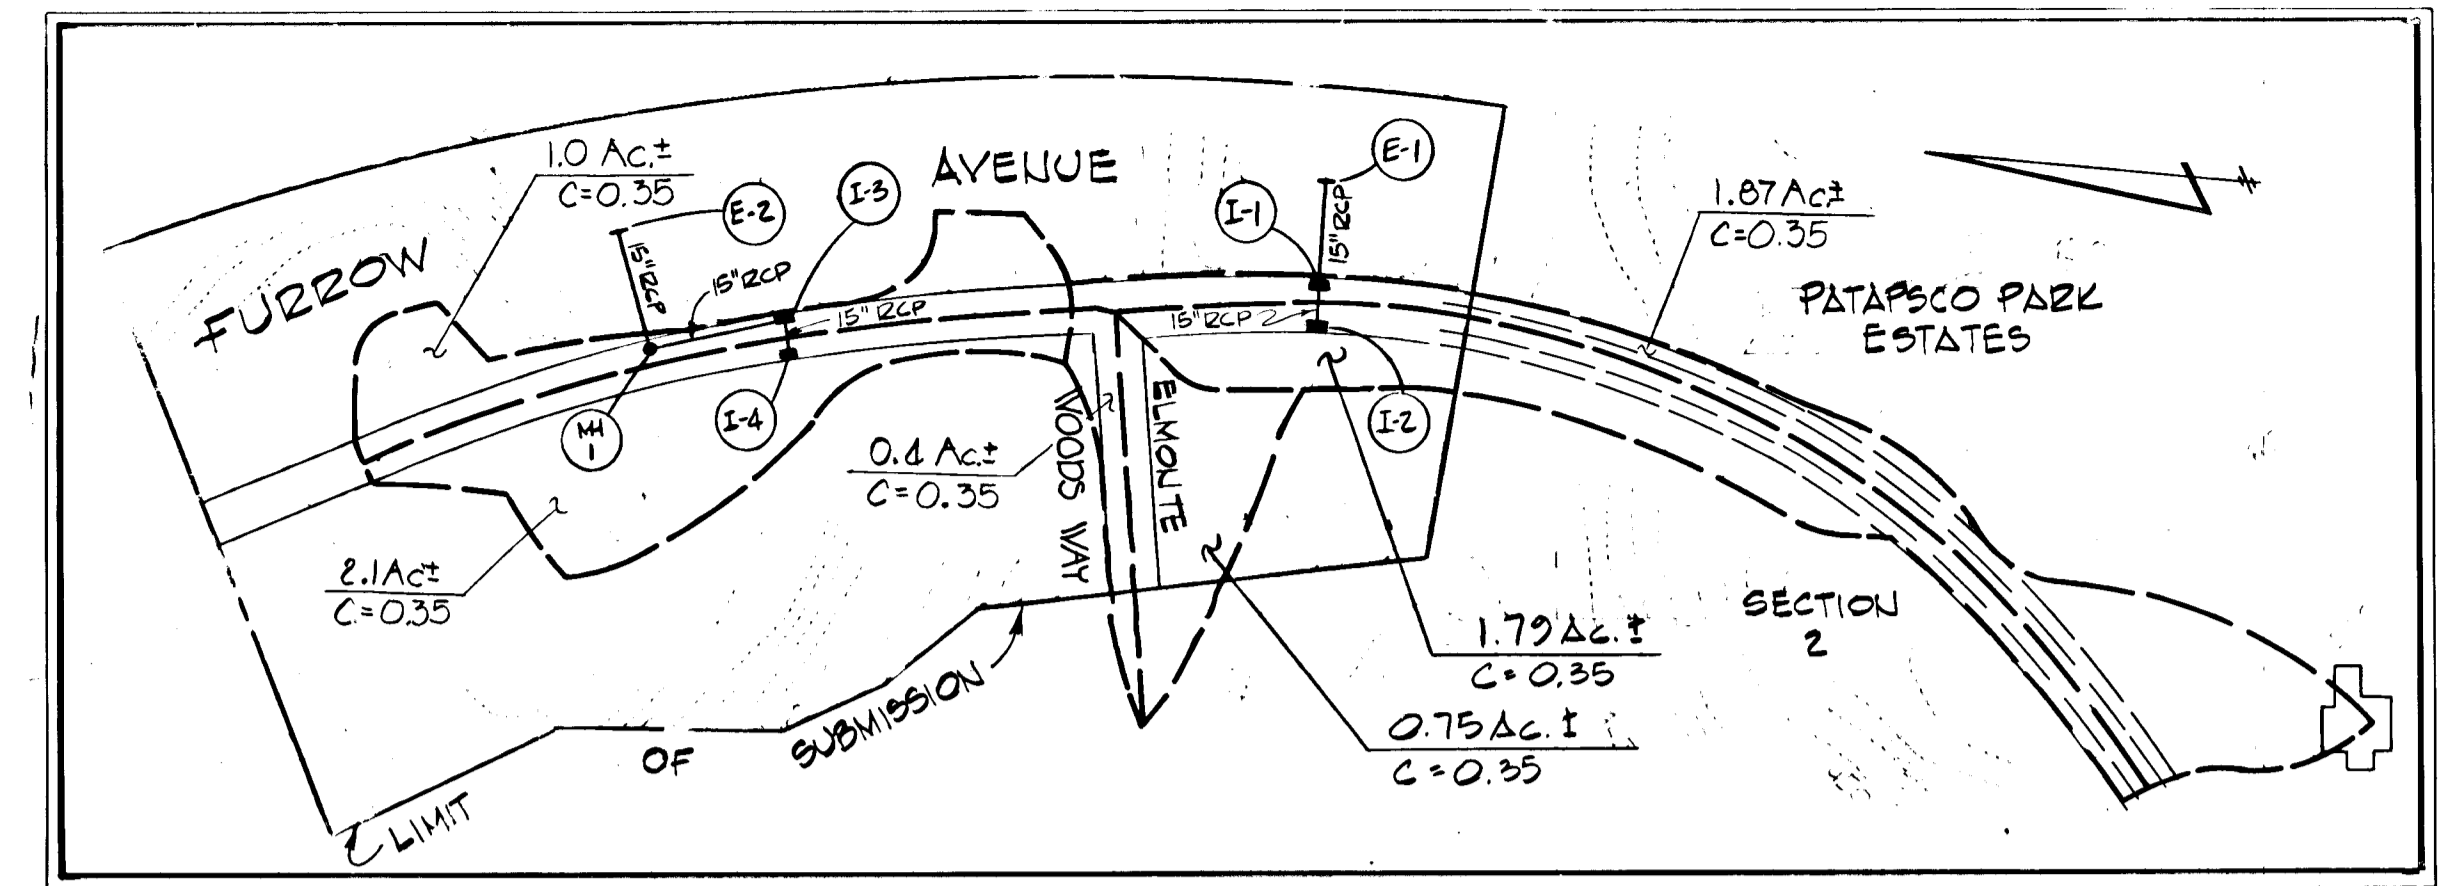 1.0 Ac.±
C=0.35
E-2
I-3
AVENUE
I-1
E-1
1.87 Ac.±
C=0.35
FURROW
15" RCP
15" RCP
15" RCP
15" RCP
15" RCP
PATAPSCO PARK
ESTATES
MH
1
I-4
I-2
0.4 Ac.±
C=0.35
WOODS WAY
ELMONTE
2.1 Ac±
C=0.35
SECTION
2
1.79 Ac. ±
C=0.35
0.75 Ac. ±
C=0.35
LIMIT
OF
SUBMISSION